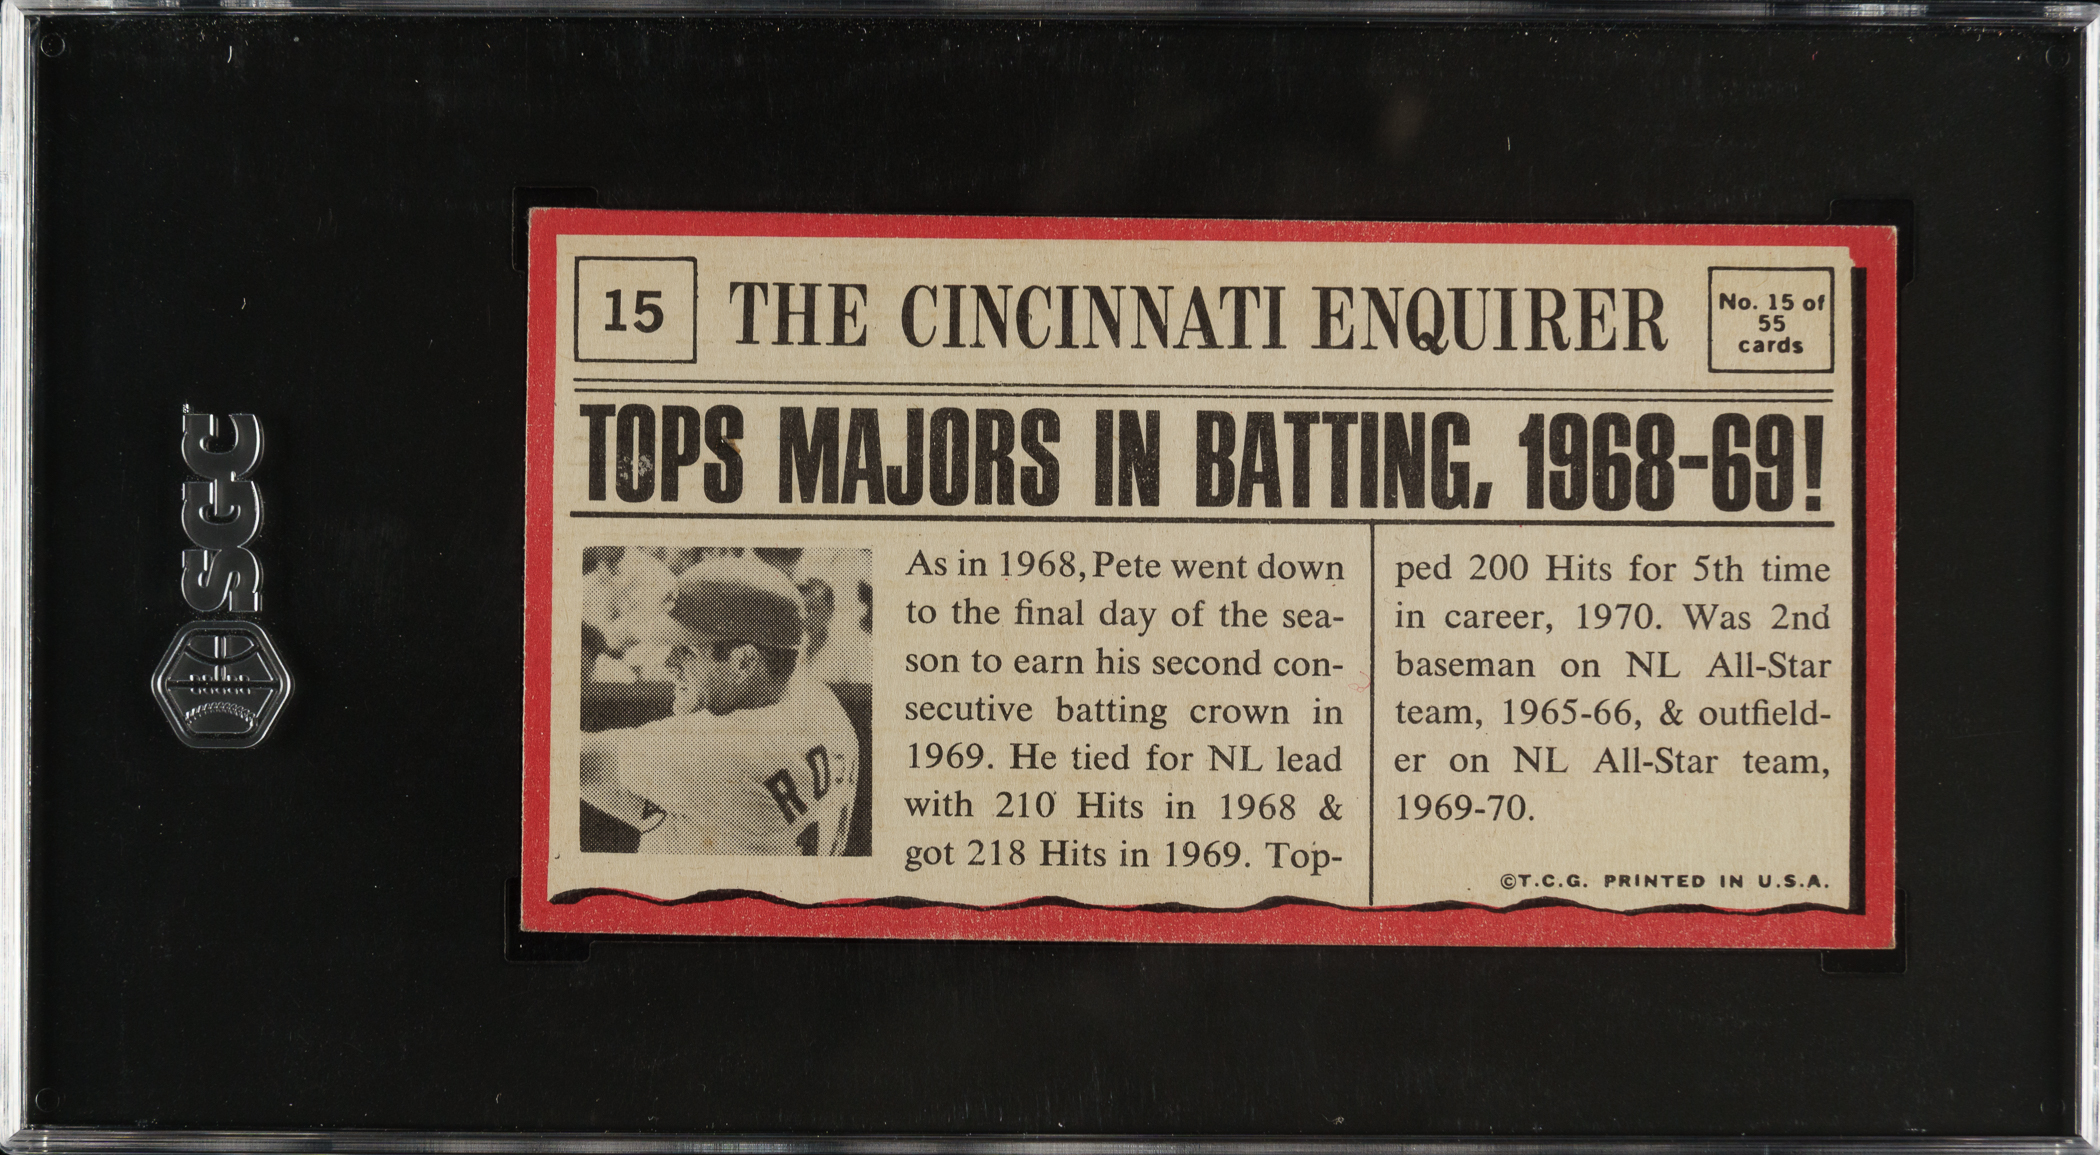 15
THE CINCINNATI ENQUIRER
No. 15 of
55
cards
TOPS MAJORS IN BATTING, 1968-69!
As in 1968, Pete went down
to the final day of the sea-
son to earn his second con-
secutive batting crown in
1969. He tied for NL lead
with 210 Hits in 1968 &
got 218 Hits in 1969. Top-
ped 200 Hits for 5th time
in career, 1970. Was 2nd
baseman on NL All-Star
team, 1965-66, & outfield-
er on NL All-Star team,
1969-70.
©T.C.G. PRINTED IN U.S.A.
RO
SGC